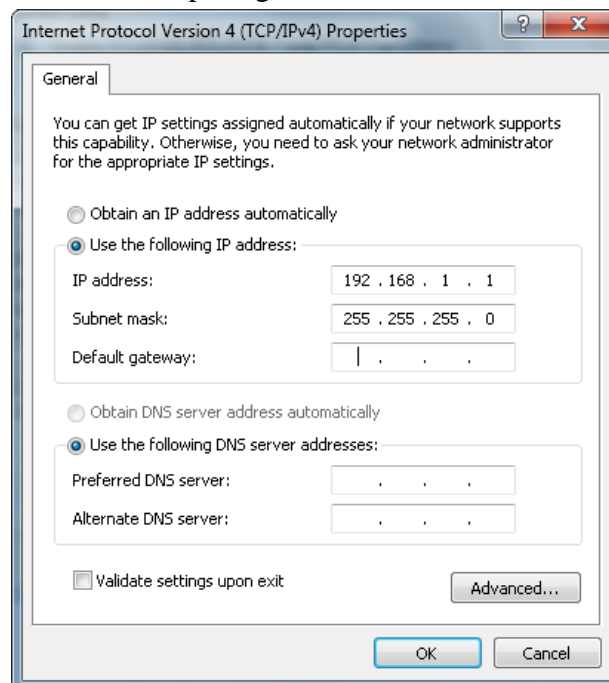 Internet Protocol Version 4 (TCP/IPv4) Properties
General
You can get IP settings assigned automatically if your network supports
this capability. Otherwise, you need to ask your network administrator
for the appropriate IP settings.
Obtain an IP address automatically
Use the following IP address:
IP address: 192 . 168 . 1 . 1
Subnet mask: 255 . 255 . 255 . 0
Default gateway: . . .
Obtain DNS server address automatically
Use the following DNS server addresses:
Preferred DNS server: . . .
Alternate DNS server: . . .
Validate settings upon exit
Advanced...
OK Cancel